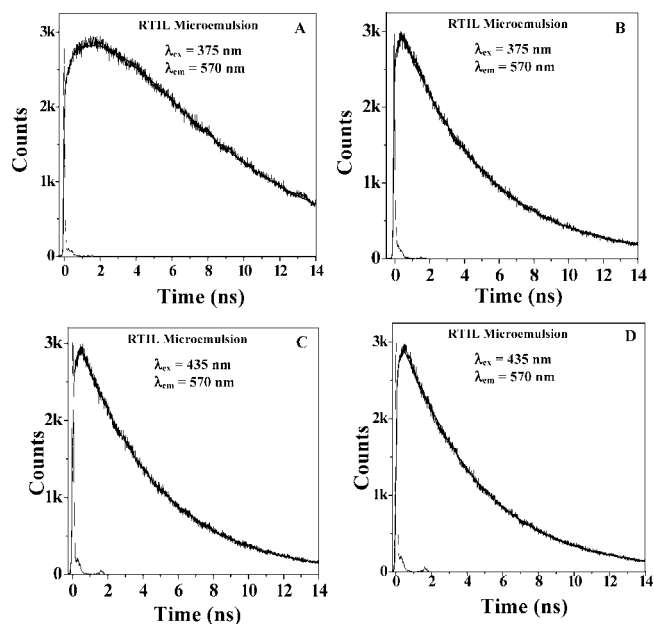 RTIL Microemulsion A
λex = 375 nm
λem = 570 nm
3k
2k
1k
0
Counts
0 2 4 6 8 10 12 14
Time (ns)
RTIL Microemulsion B
λex = 375 nm
λem = 570 nm
3k
2k
1k
0
Counts
0 2 4 6 8 10 12 14
Time (ns)
RTIL Microemulsion
C
λex = 435 nm
λem = 570 nm
3k
2k
1k
0
Counts
0 2 4 6 8 10 12 14
Time (ns)
RTIL Microemulsion D
λex = 435 nm
λem = 570 nm
3k
2k
1k
0
Counts
0 2 4 6 8 10 12 14
Time (ns)